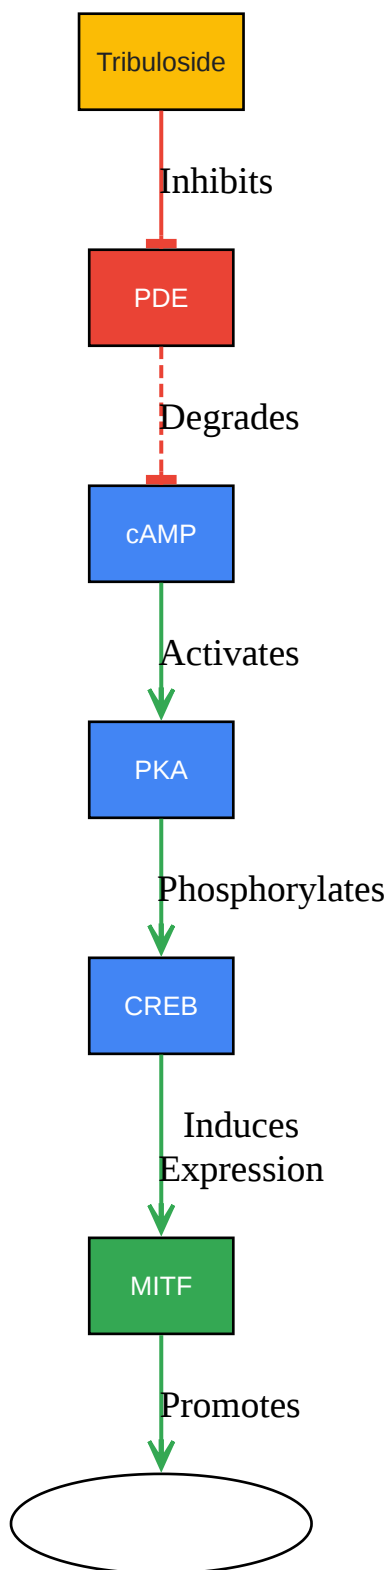 Tribuloside
Inhibits
PDE
Degrades
cAMP
Activates
PKA
Phosphorylates
CREB
Induces
Expression
MITF
Promotes